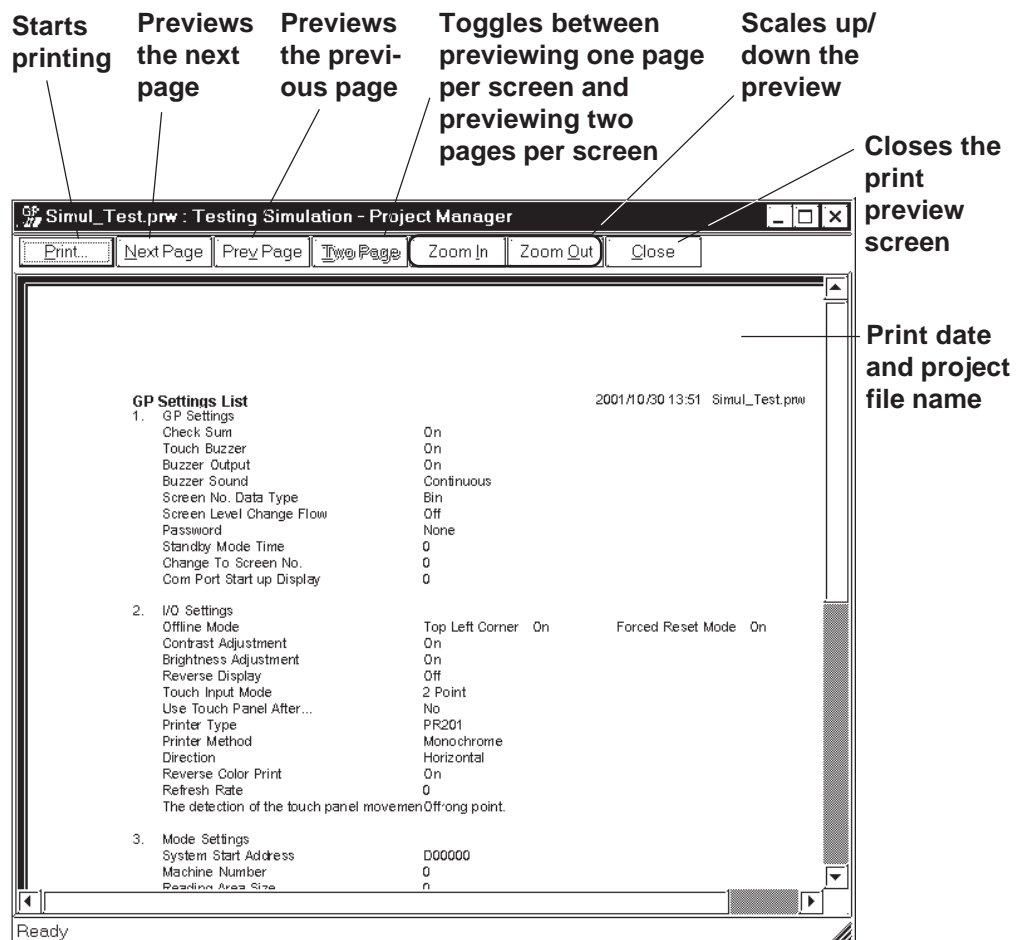 Starts
printing
Previews
the next
page
Previews
the previ-
ous page
Toggles between
previewing one page
per screen and
previewing two
pages per screen
Scales up/
down the
preview
Closes the
print
preview
screen
Simul_Test.prw : Testing Simulation - Project Manager
Print... Next Page Prev Page Two Page Zoom In Zoom Out Close
Print date
and project
file name
GP Settings List 2001/10/30 13:51 Simul_Test.prw
1. GP Settings
Check Sum On
Touch Buzzer On
Buzzer Output On
Buzzer Sound Continuous
Screen No. Data Type Bin
Screen Level Change Flow Off
Password None
Standby Mode Time 0
Change To Screen No. 0
Com Port Start up Display 0
2. I/O Settings
Offline Mode Top Left Corner On Forced Reset Mode On
Contrast Adjustment On
Brightness Adjustment On
Reverse Display Off
Touch Input Mode 2 Point
Use Touch Panel After... No
Printer Type PR201
Printer Method Monochrome
Direction Horizontal
Reverse Color Print On
Refresh Rate 0
The detection of the touch panel movemenOffrong point.
3. Mode Settings
System Start Address D00000
Machine Number 0
Reading Area Size 0
Ready